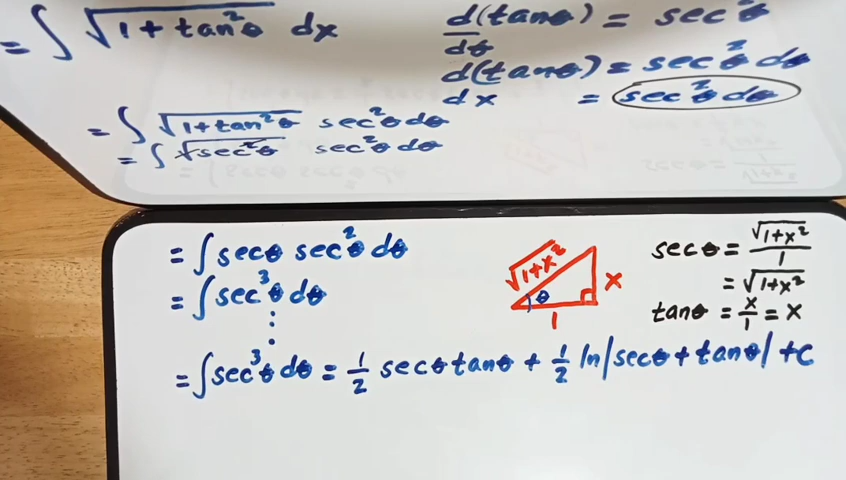 = ∫ √(1 + tan²θ) dx
d(tanθ)/dθ = sec²θ
d(tanθ) = sec²θ dθ
dx = sec²θ dθ
= ∫ √(1+tan²θ) sec²θ dθ
= ∫ √(sec²θ) sec²θ dθ
= ∫ secθ sec²θ dθ
= ∫ sec³θ dθ
⋮
= ∫ sec³θ dθ = 1/2 secθ tanθ + 1/2 ln|secθ + tanθ| + C
√(1+x²)
x
θ
1
secθ = √(1+x²)/1
= √(1+x²)
tanθ = x/1 = x